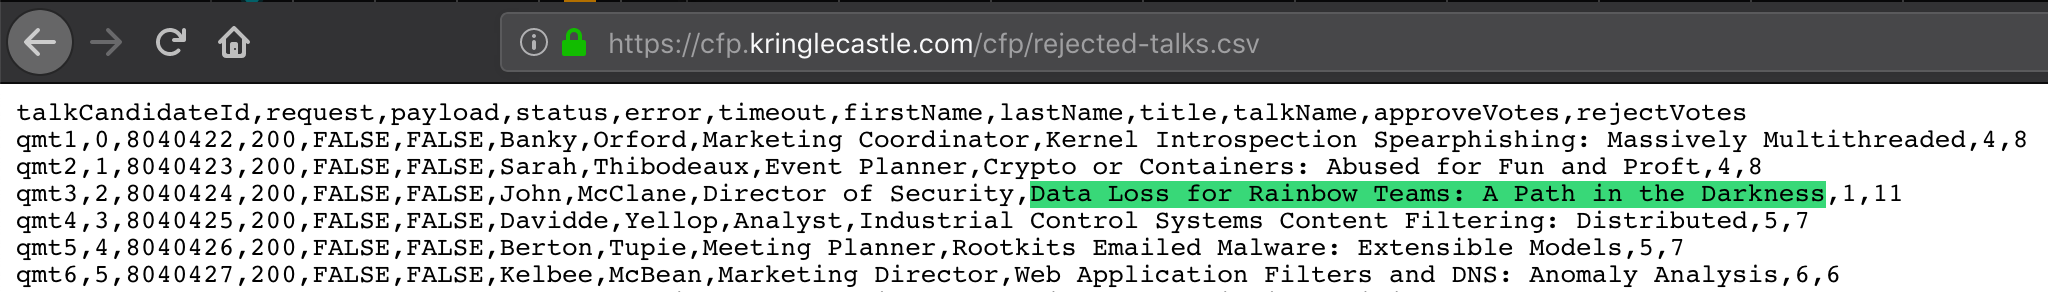 https://cfp.kringlecastle.com/cfp/rejected-talks.csv
talkCandidateId,request,payload,status,error,timeout,firstName,lastName,title,talkName,approveVotes,rejectVotes
qmt1,0,8040422,200,FALSE,FALSE,Banky,Orford,Marketing Coordinator,Kernel Introspection Spearphishing: Massively Multithreaded,4,8
qmt2,1,8040423,200,FALSE,FALSE,Sarah,Thibodeaux,Event Planner,Crypto or Containers: Abused for Fun and Proft,4,8
qmt3,2,8040424,200,FALSE,FALSE,John,McClane,Director of Security,Data Loss for Rainbow Teams: A Path in the Darkness,1,11
qmt4,3,8040425,200,FALSE,FALSE,Davidde,Yellop,Analyst,Industrial Control Systems Content Filtering: Distributed,5,7
qmt5,4,8040426,200,FALSE,FALSE,Berton,Tupie,Meeting Planner,Rootkits Emailed Malware: Extensible Models,5,7
qmt6,5,8040427,200,FALSE,FALSE,Kelbee,McBean,Marketing Director,Web Application Filters and DNS: Anomaly Analysis,6,6